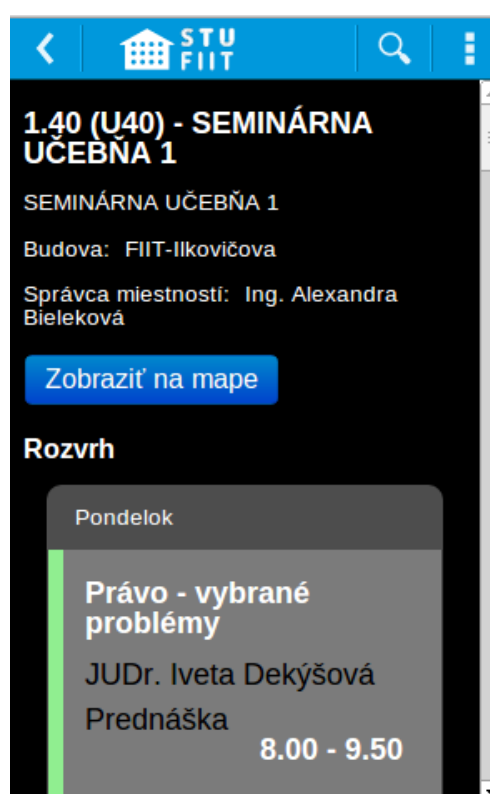 STU
FIIT
1.40 (U40) - SEMINÁRNA
UČEBŇA 1
SEMINÁRNA UČEBŇA 1
Budova: FIIT-Ilkovičova
Správca miestností: Ing. Alexandra
Bieleková
Zobraziť na mape
Rozvrh
Pondelok
Právo - vybrané
problémy
JUDr. Iveta Dekýšová
Prednáška
8.00 - 9.50